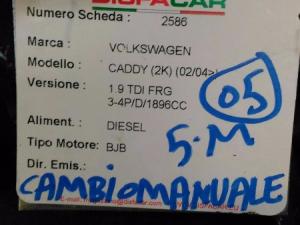 DISFACAR
Numero Scheda : 2586
Marca : VOLKSWAGEN
Modello : CADDY (2K) (02/04>)
Versione : 1.9 TDI FRG
3-4P/D/1896CC
05
Aliment. : DIESEL
5-M
Tipo Motore: BJB
Dir. Emis.:
CAMBIOMANUALE